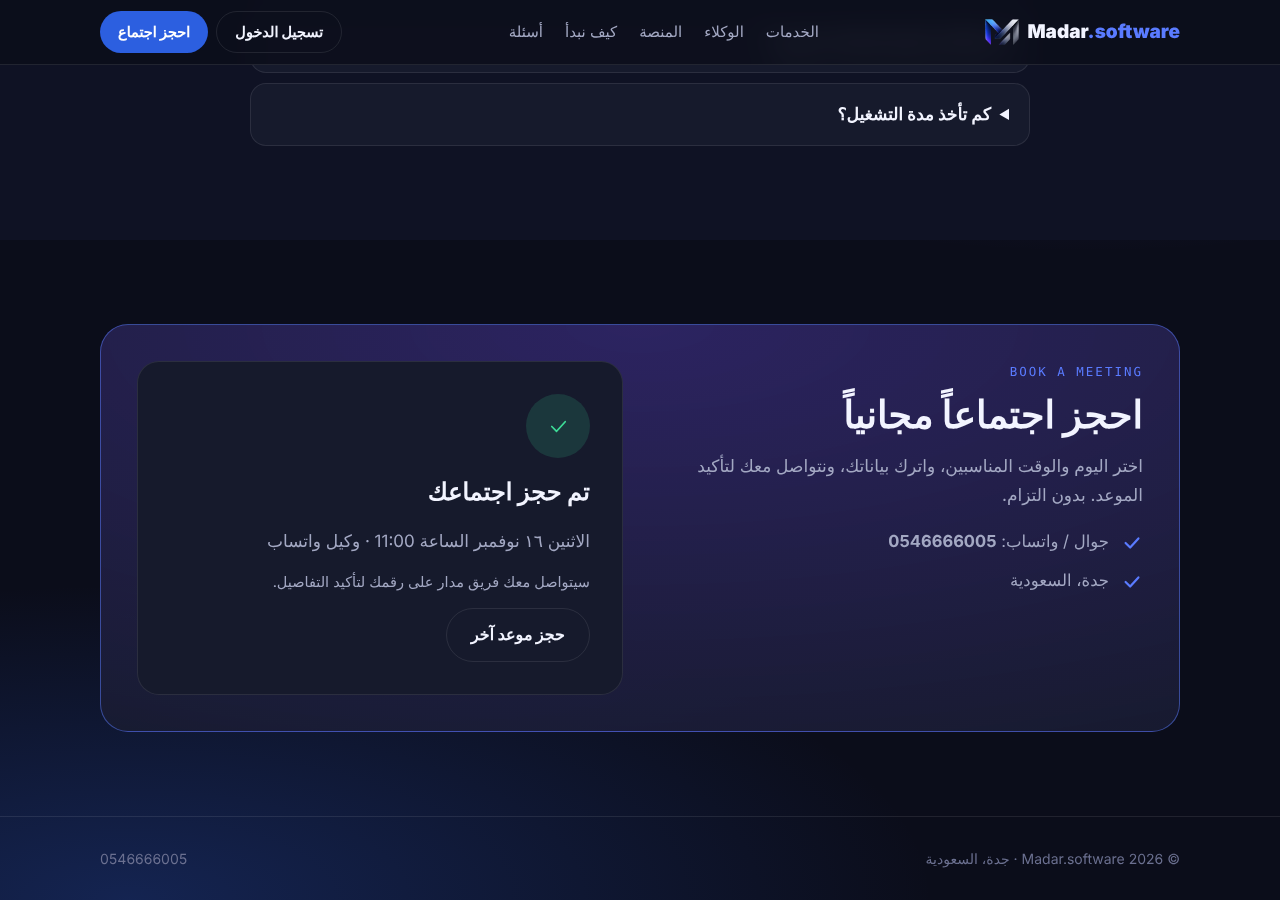 Madar.software
الخدمات
الوكلاء
المنصة
كيف نبدأ
أسئلة
تسجيل الدخول
احجز اجتماع
كم تأخذ مدة التشغيل؟
BOOK A MEETING
احجز اجتماعاً مجانياً
اختر اليوم والوقت المناسبين، واترك بياناتك، ونتواصل معك لتأكيد
الموعد. بدون التزام.
جوال / واتساب: 0546666005
جدة، السعودية
تم حجز اجتماعك
الاثنين ١٦ نوفمبر الساعة 11:00 · وكيل واتساب
سيتواصل معك فريق مدار على رقمك لتأكيد التفاصيل.
حجز موعد آخر
© 2026 Madar.software · جدة، السعودية
0546666005